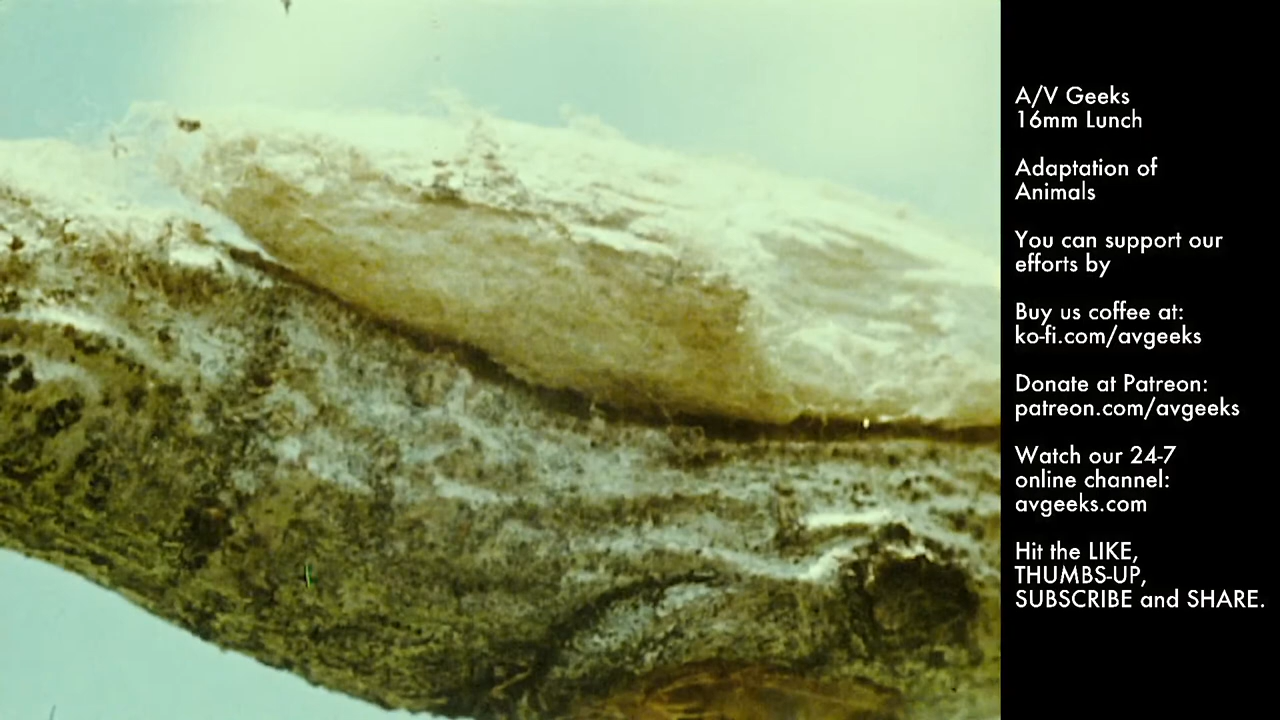 A/V Geeks
16mm Lunch
Adaptation of
Animals
You can support our
efforts by
Buy us coffee at:
ko-fi.com/avgeeks
Donate at Patreon:
patreon.com/avgeeks
Watch our 24-7
online channel:
avgeeks.com
Hit the LIKE,
THUMBS-UP,
SUBSCRIBE and SHARE.